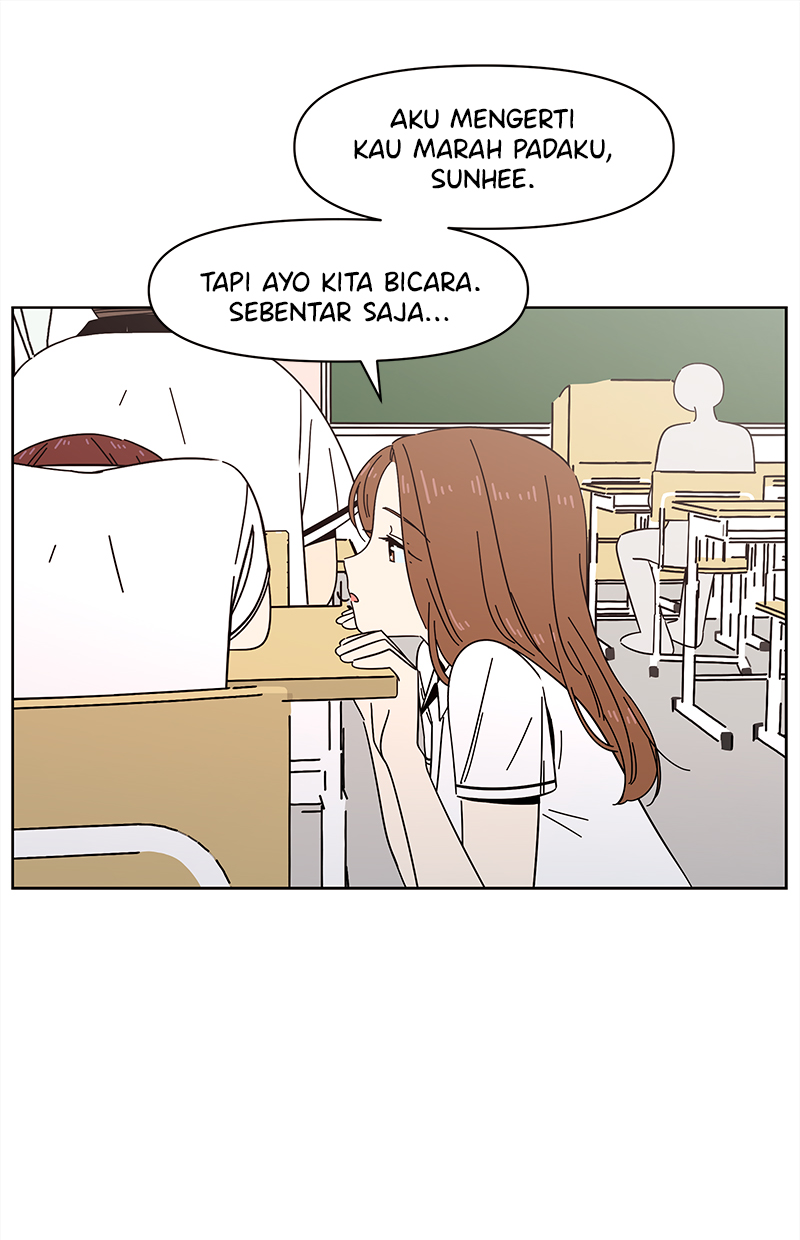 AKU MENGERTI
KAU MARAH PADAKU,
SUNHEE.
TAPI AYO KITA BICARA.
SEBENTAR SAJA...